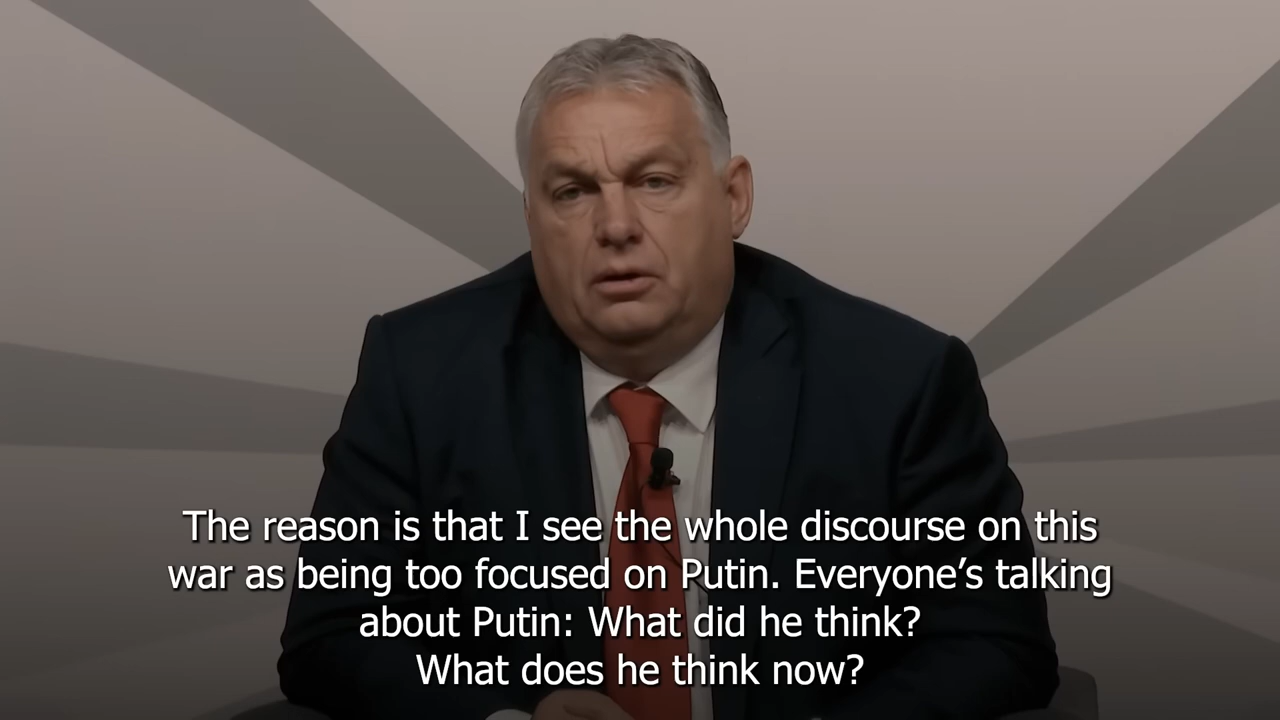 The reason is that I see the whole discourse on this
war as being too focused on Putin. Everyone’s talking
about Putin: What did he think?
What does he think now?